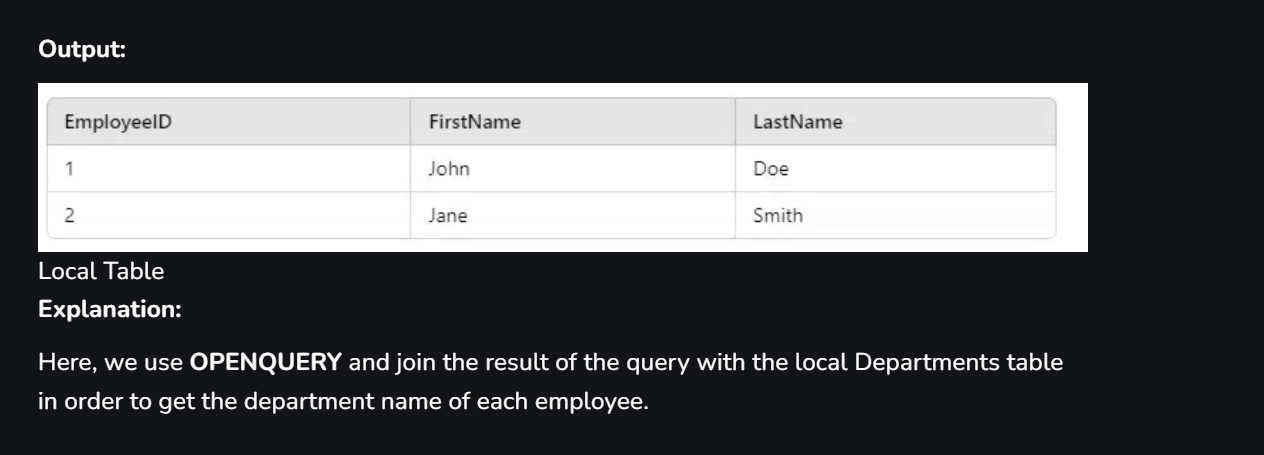 Output:
EmployeeID FirstName LastName
1 John Doe
2 Jane Smith
Local Table
Explanation:
Here, we use OPENQUERY and join the result of the query with the local Departments table
in order to get the department name of each employee.